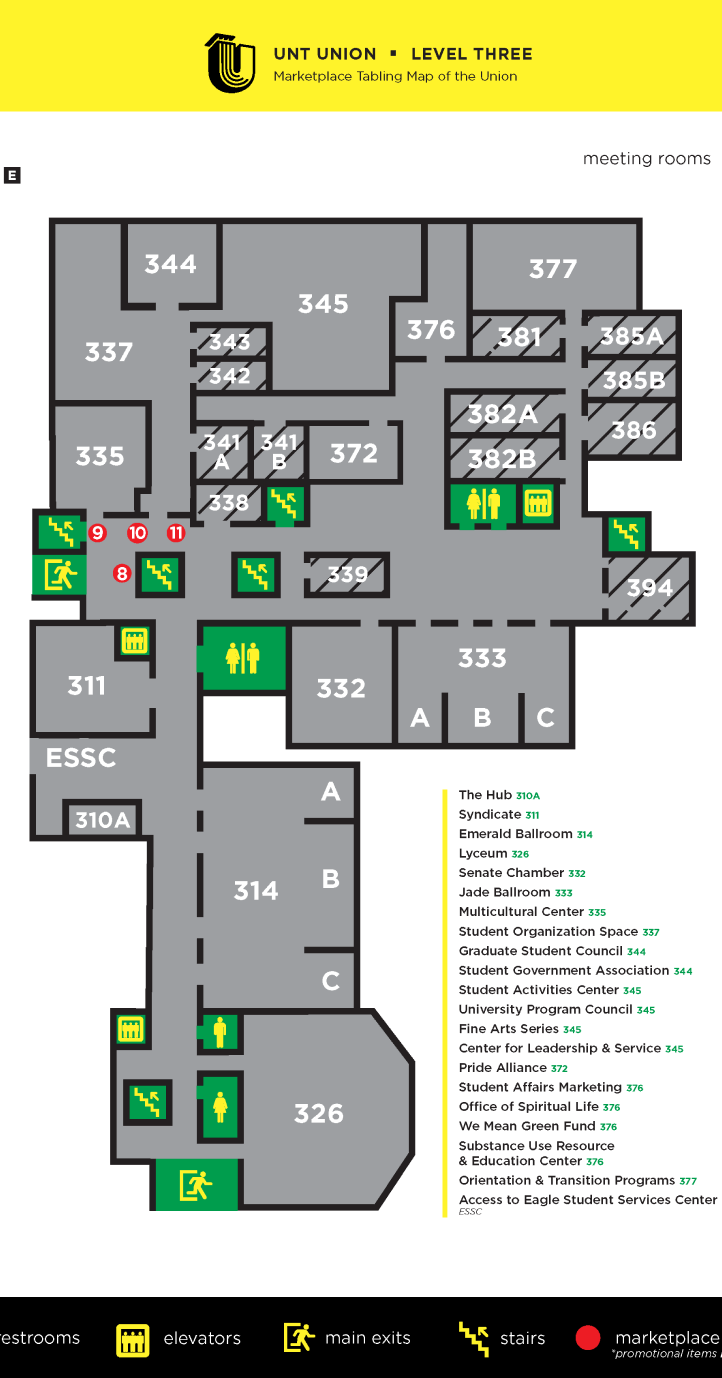 UNT UNION ▪ LEVEL THREE
Marketplace Tabling Map of the Union
meeting rooms
E
344
345
377
337
376
381
385A
343
342
385B
382A
386
335
341
A
341
B
372
382B
338
9
10
11
8
339
394
311
332
333
A
B
C
ESSC
310A
A
314
B
C
326
The Hub 310A
Syndicate 311
Emerald Ballroom 314
Lyceum 326
Senate Chamber 332
Jade Ballroom 333
Multicultural Center 335
Student Organization Space 337
Graduate Student Council 344
Student Government Association 344
Student Activities Center 345
University Program Council 345
Fine Arts Series 345
Center for Leadership & Service 345
Pride Alliance 372
Student Affairs Marketing 376
Office of Spiritual Life 376
We Mean Green Fund 376
Substance Use Resource
& Education Center 376
Orientation & Transition Programs 377
Access to Eagle Student Services Center
ESSC
estrooms
elevators
main exits
stairs
marketplace
*promotional items